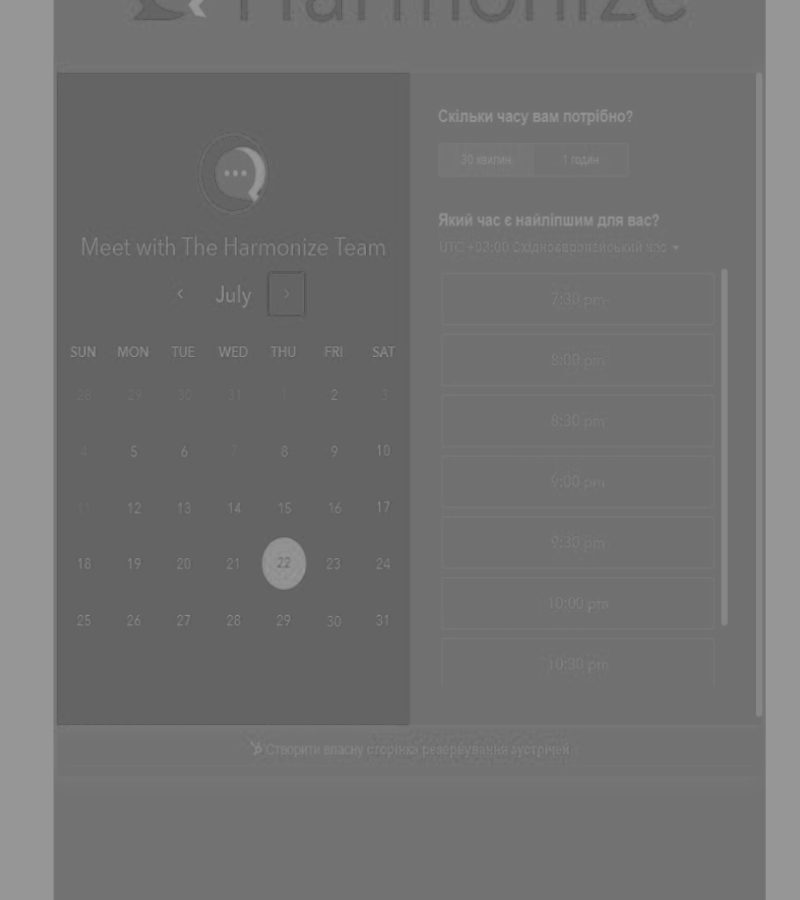 Harmonize
Meet with The Harmonize Team
July
SUN MON TUE WED THU FRI SAT
28 29 30 31 1 2 3
4 5 6 7 8 9 10
11 12 13 14 15 16 17
18 19 20 21 22 23 24
25 26 27 28 29 30 31
Скільки часу вам потрібно?
30 хвилин 1 годин
Який час є найліпшим для вас?
UTC +03:00 Східноєвропейський час
7:30 pm
8:00 pm
8:30 pm
9:00 pm
9:30 pm
10:00 pm
10:30 pm
Створити власну сторінка резервування зустрічей